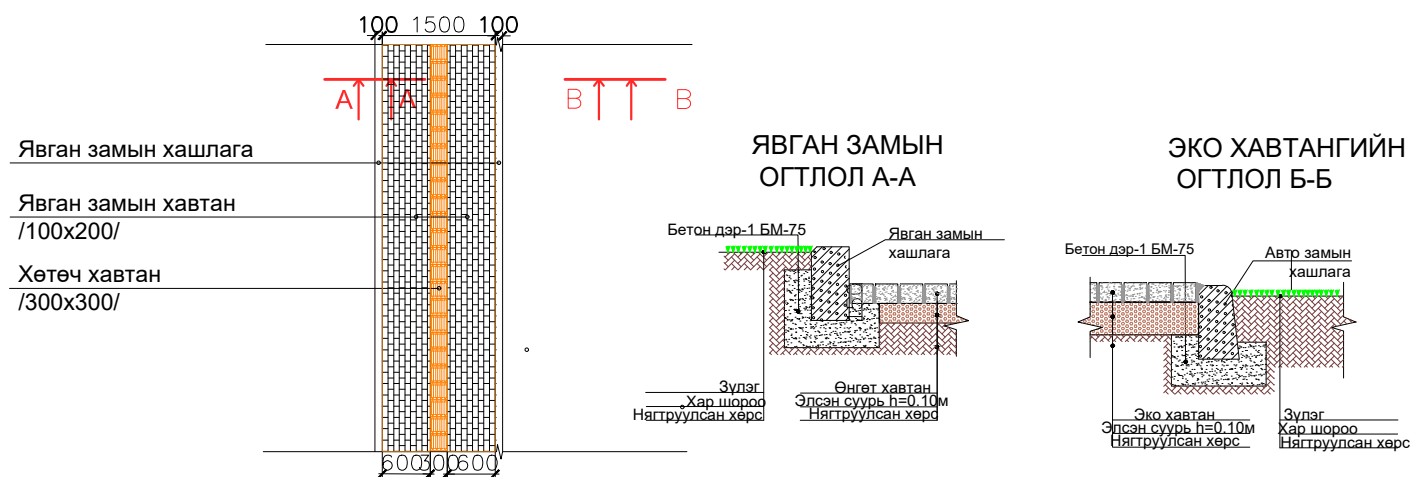 100 1500 100
A A
B B
Явган замын хашлага
Явган замын хавтан
/100x200/
Хөтөч хавтан
/300x300/
600 300 600
ЯВГАН ЗАМЫН
ОГТЛОЛ А-А
Бетон дэр-1 БМ-75
Явган замын
хашлага
Зүлэг
Хар шороо
Нягтруулсан хөрс
Өнгөт хавтан
Элсэн суурь h=0.10м
Нягтруулсан хөрс
ЭКО ХАВТАНГИЙН
ОГТЛОЛ Б-Б
Бетон дэр-1 БМ-75
Авто замын
хашлага
Эко хавтан
Элсэн суурь h=0.10м
Нягтруулсан хөрс
Зүлэг
Хар шороо
Нягтруулсан хөрс